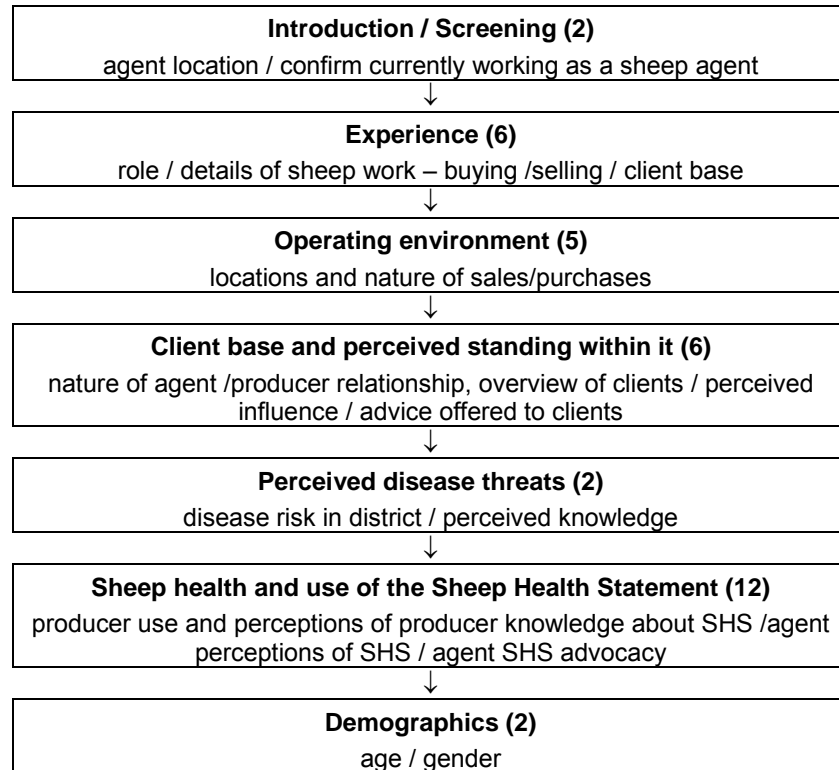 Introduction / Screening (2)
agent location / confirm currently working as a sheep agent
↓
Experience (6)
role / details of sheep work – buying /selling / client base
↓
Operating environment (5)
locations and nature of sales/purchases
↓
Client base and perceived standing within it (6)
nature of agent /producer relationship, overview of clients / perceived
influence / advice offered to clients
↓
Perceived disease threats (2)
disease risk in district / perceived knowledge
↓
Sheep health and use of the Sheep Health Statement (12)
producer use and perceptions of producer knowledge about SHS /agent
perceptions of SHS / agent SHS advocacy
↓
Demographics (2)
age / gender